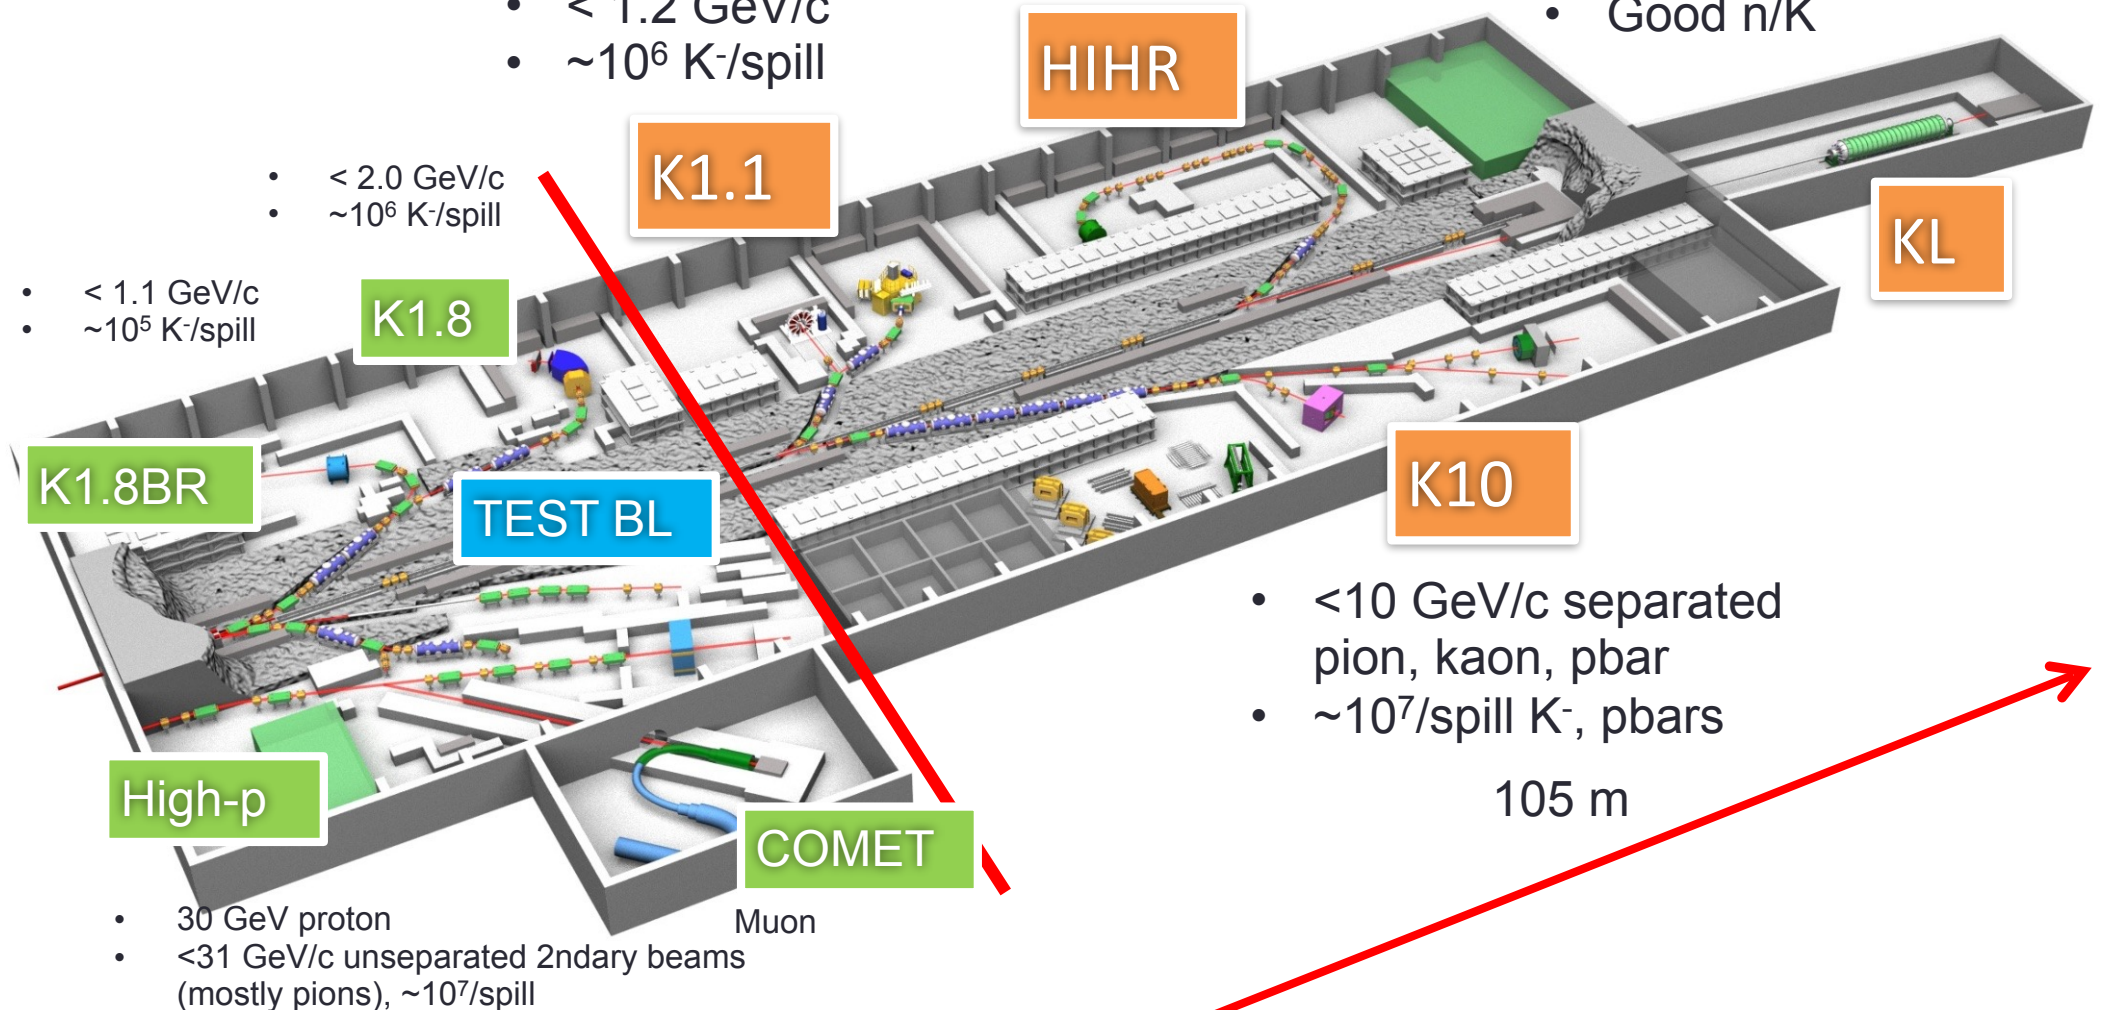 • < 1.2 GeV/c
• ~10⁶ K⁻/spill
• Good n/K
HIHR
K1.1
• < 2.0 GeV/c
• ~10⁶ K⁻/spill
KL
• < 1.1 GeV/c
• ~10⁵ K⁻/spill
K1.8
K1.8BR
TEST BL
K10
• <10 GeV/c separated
pion, kaon, pbar
• ~10⁷/spill K⁻, pbars
105 m
High-p
COMET
• 30 GeV proton
Muon
• <31 GeV/c unseparated 2ndary beams
(mostly pions), ~10⁷/spill